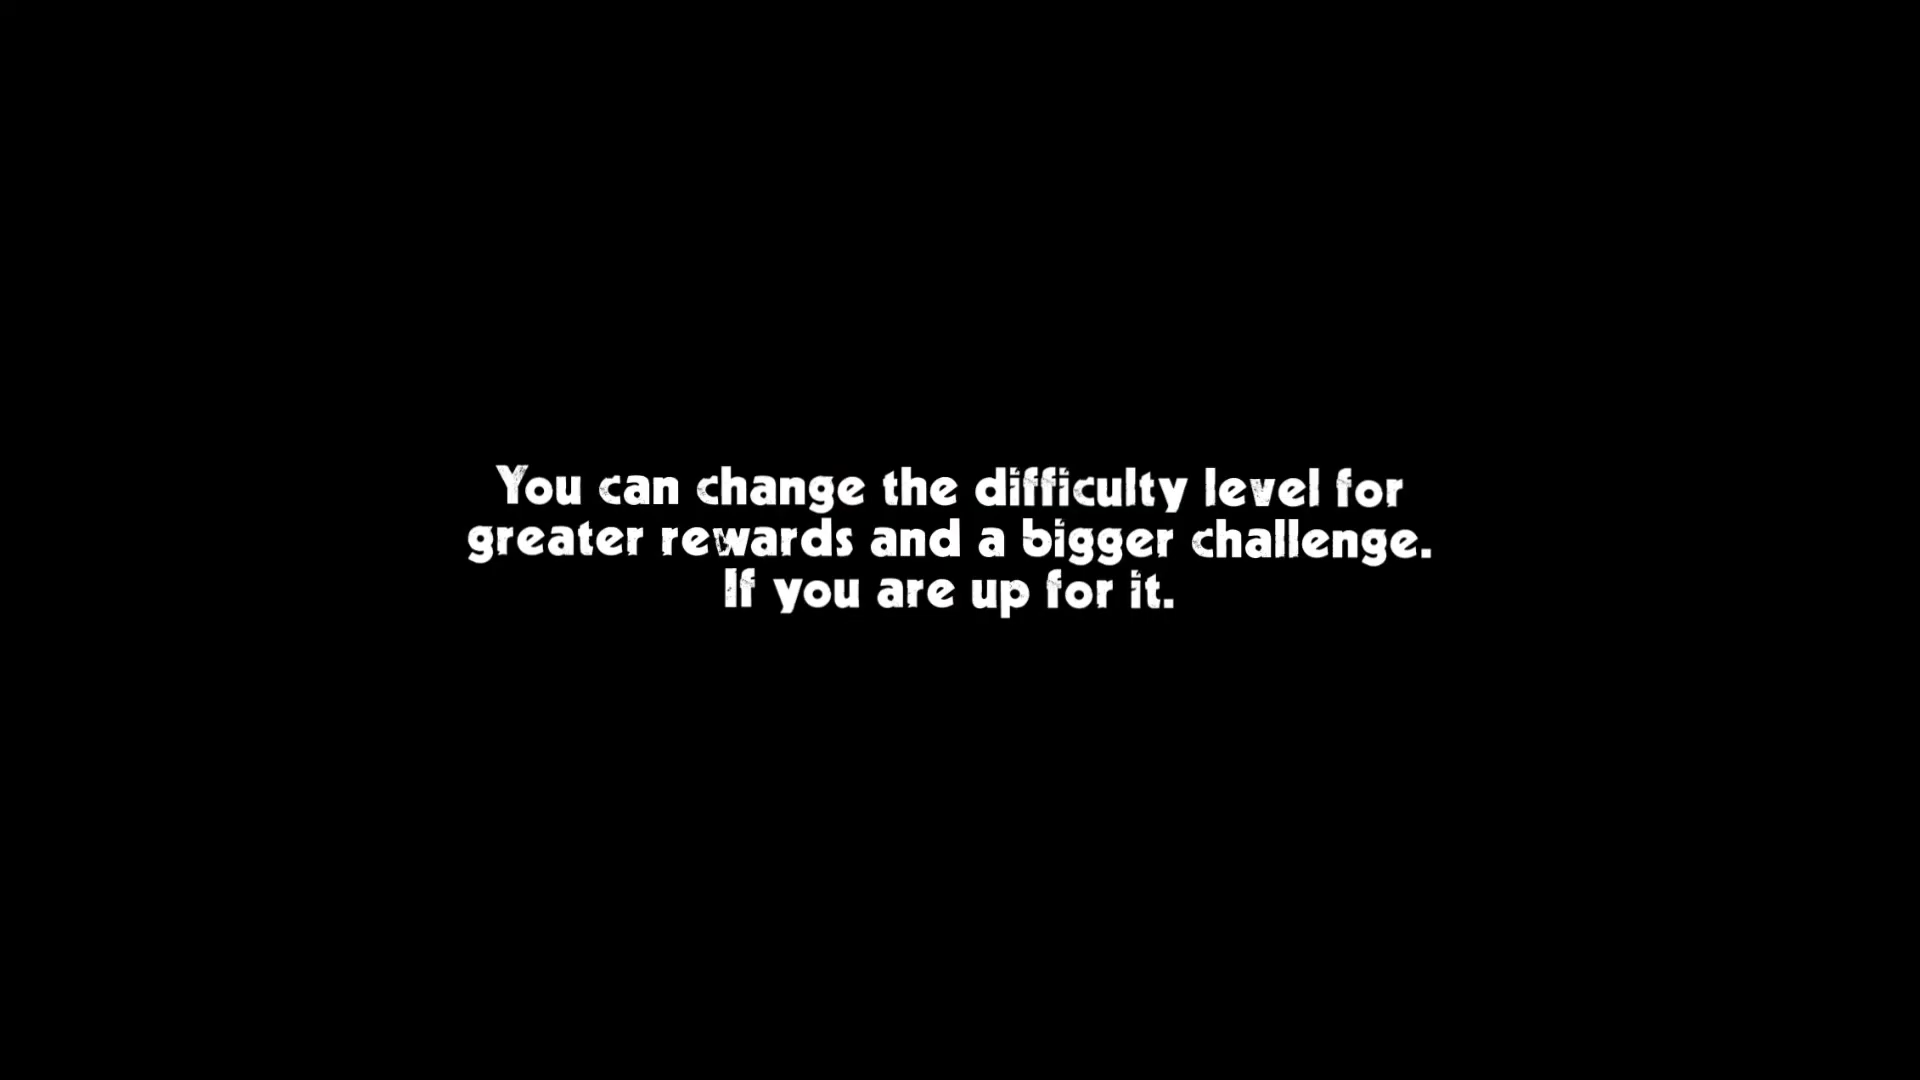 You can change the difficulty level for
greater rewards and a bigger challenge.
If you are up for it.